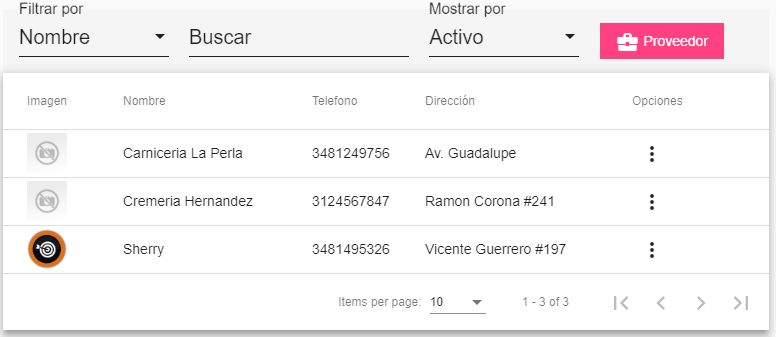 Filtrar por Mostrar por
Nombre Buscar Activo Proveedor
Imagen Nombre Telefono Dirección Opciones
Carniceria La Perla 3481249756 Av. Guadalupe
Cremeria Hernandez 3124567847 Ramon Corona #241
Sherry 3481495326 Vicente Guerrero #197
Items per page: 10 1 - 3 of 3